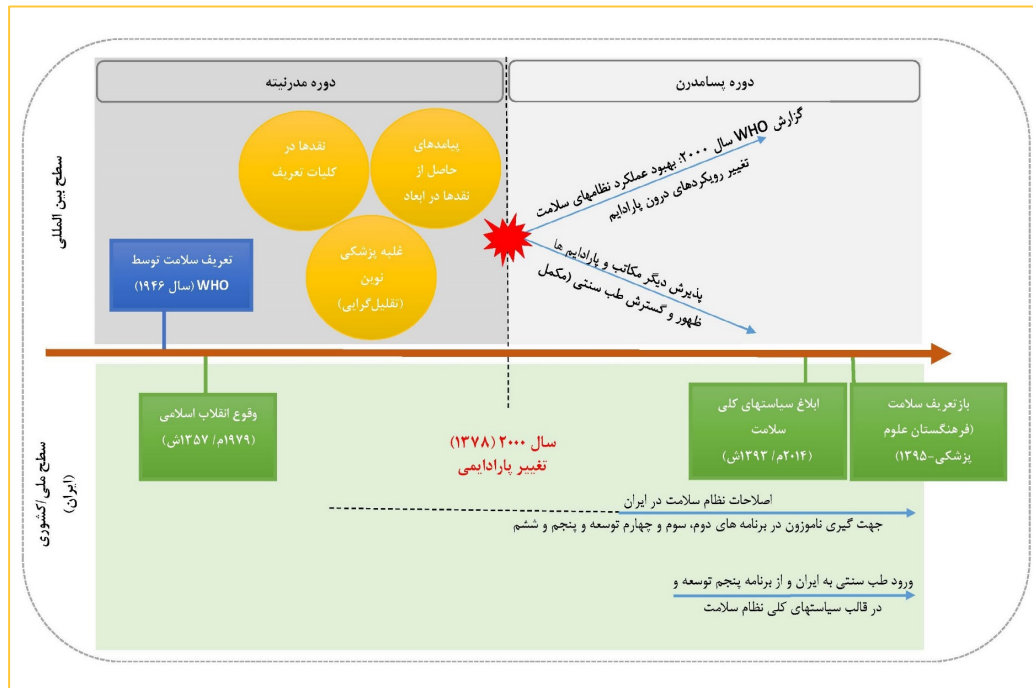 دوره مدرنیته
دوره پسامدرن
سطح بین المللی
نقدها در
کلیات تعریف
پیامدهای
حاصل از
نقدها در ابعاد
غلبه پزشکی
نوین
(تقلیل‌گرایی)
گزارش WHO سال ۲۰۰۰: بهبود عملکرد نظامهای سلامت
تغییر رویکردهای درون پارادایم
پذیرش دیگر مکاتب و پارادایم ها
ظهور و گسترش طب سنتی (مکمل
تعریف سلامت توسط
WHO (سال ۱۹۴۶)
سطح ملی/کشوری
(ایران)
وقوع انقلاب اسلامی
(۱۹۷۹م/ ۱۳۵۷ش)
سال ۲۰۰۰ (۱۳۷۸)
تغییر پارادایمی
ابلاغ سیاستهای کلی
سلامت
(۲۰۱۴م/ ۱۳۹۳ش)
بازتعریف سلامت
(فرهنگستان علوم
پزشکی-۱۳۹۵)
اصلاحات نظام سلامت در ایران
جهت گیری ناموزون در برنامه های دوم، سوم و چهارم توسعه و پنجم و ششم
ورود طب سنتی به ایران و از برنامه پنجم توسعه و
در قالب سیاستهای کلی نظام سلامت